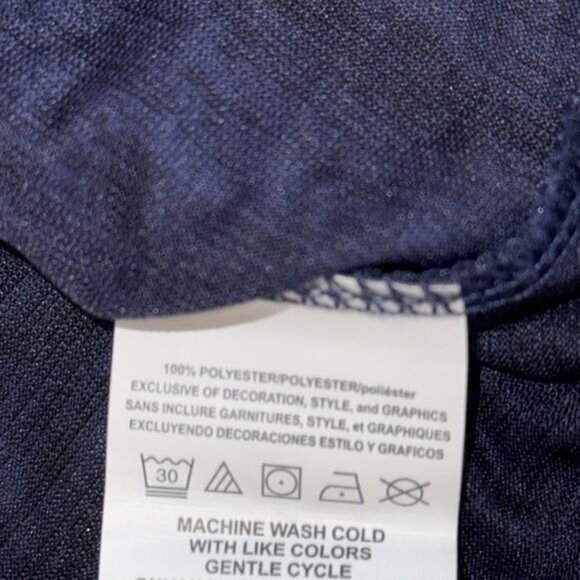 100% POLYESTER/POLYESTER/poliéster
EXCLUSIVE OF DECORATION, STYLE, and GRAPHICS
SANS INCLURE GARNITURES, STYLE, et GRAPHIQUES
EXCLUYENDO DECORACIONES ESTILO Y GRAFICOS
30
MACHINE WASH COLD
WITH LIKE COLORS
GENTLE CYCLE